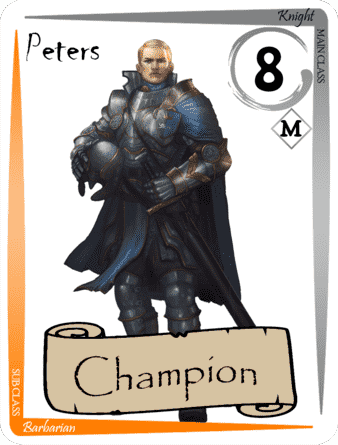 Knight
Peters
8
MAIN CLASS
M
Champion
SUBCLASS
Barbarian